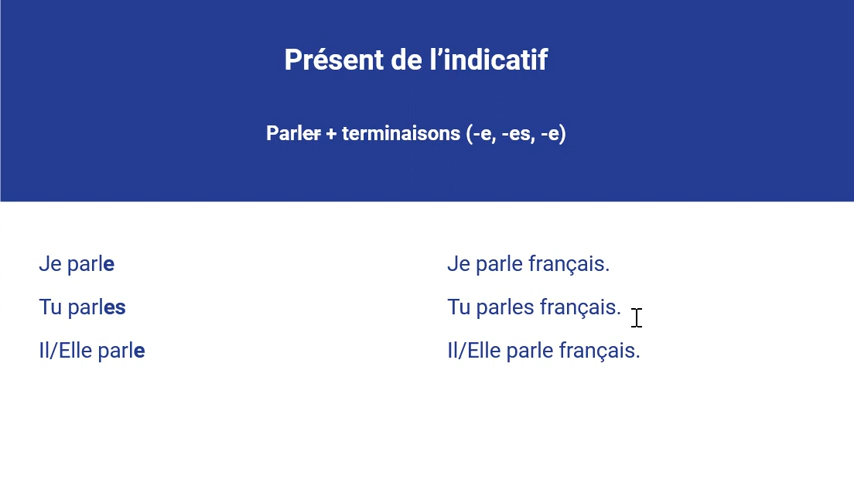 Présent de l’indicatif
Parler + terminaisons (-e, -es, -e)
Je parle
Tu parles
Il/Elle parle
Je parle français.
Tu parles français.
Il/Elle parle français.